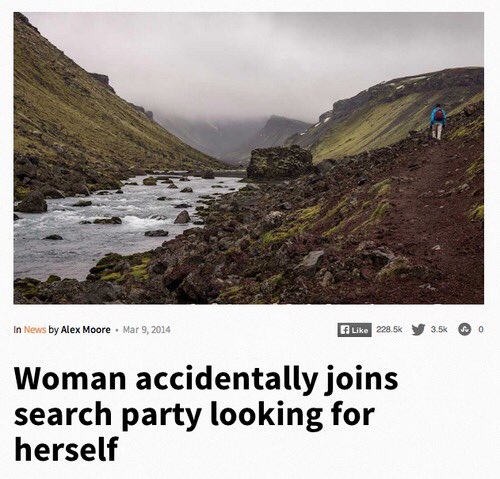 In News by Alex Moore • Mar 9, 2014 Like 228.5k 3.5k 0
Woman accidentally joins
search party looking for
herself